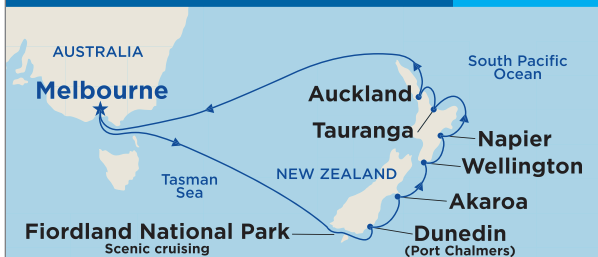 AUSTRALIA
Melbourne
South Pacific
Ocean
Auckland
Tauranga
Napier
Wellington
NEW ZEALAND
Tasman
Sea
Akaroa
Fiordland National Park
Scenic cruising
Dunedin
(Port Chalmers)